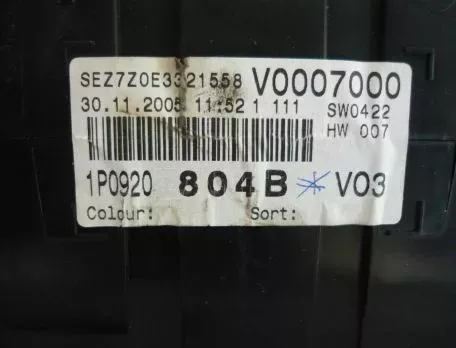 SEZ7Z0E3321558 V0007000
30.11.2005 11:52 1 111 SW0422
HW 007
1P0920 804B V03
Colour: Sort: